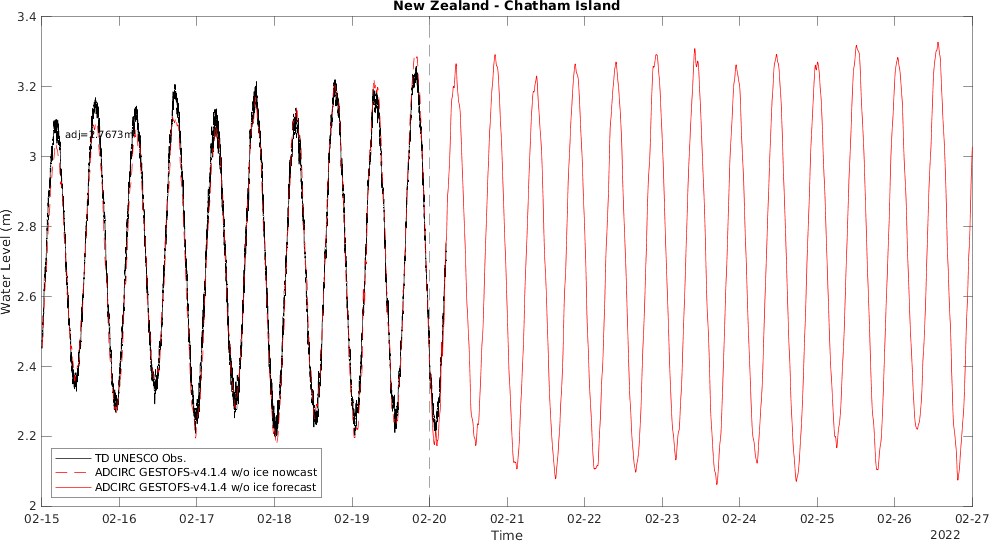 New Zealand - Chatham Island
3.4
3.2
3
2.8
2.6
2.4
2.2
2
Water Level (m)
adj=2.7673m
TD UNESCO Obs.
ADCIRC GESTOFS-v4.1.4 w/o ice nowcast
ADCIRC GESTOFS-v4.1.4 w/o ice forecast
02-15 02-16 02-17 02-18 02-19 02-20 02-21 02-22 02-23 02-24 02-25 02-26 02-27
Time
2022